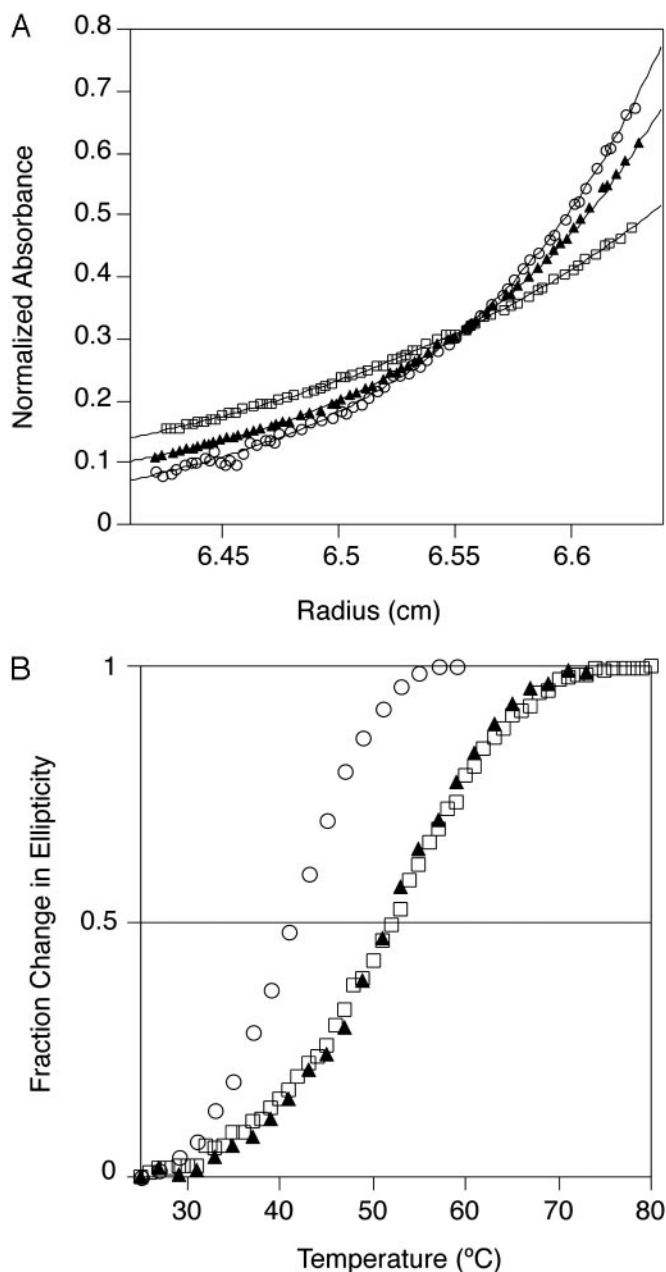 A
0.8
0.7
0.6
0.5
0.4
0.3
0.2
0.1
0
Normalized Absorbance
6.45 6.5 6.55 6.6
Radius (cm)
B
1
0.5
0
Fraction Change in Ellipticity
30 40 50 60 70 80
Temperature (ºC)